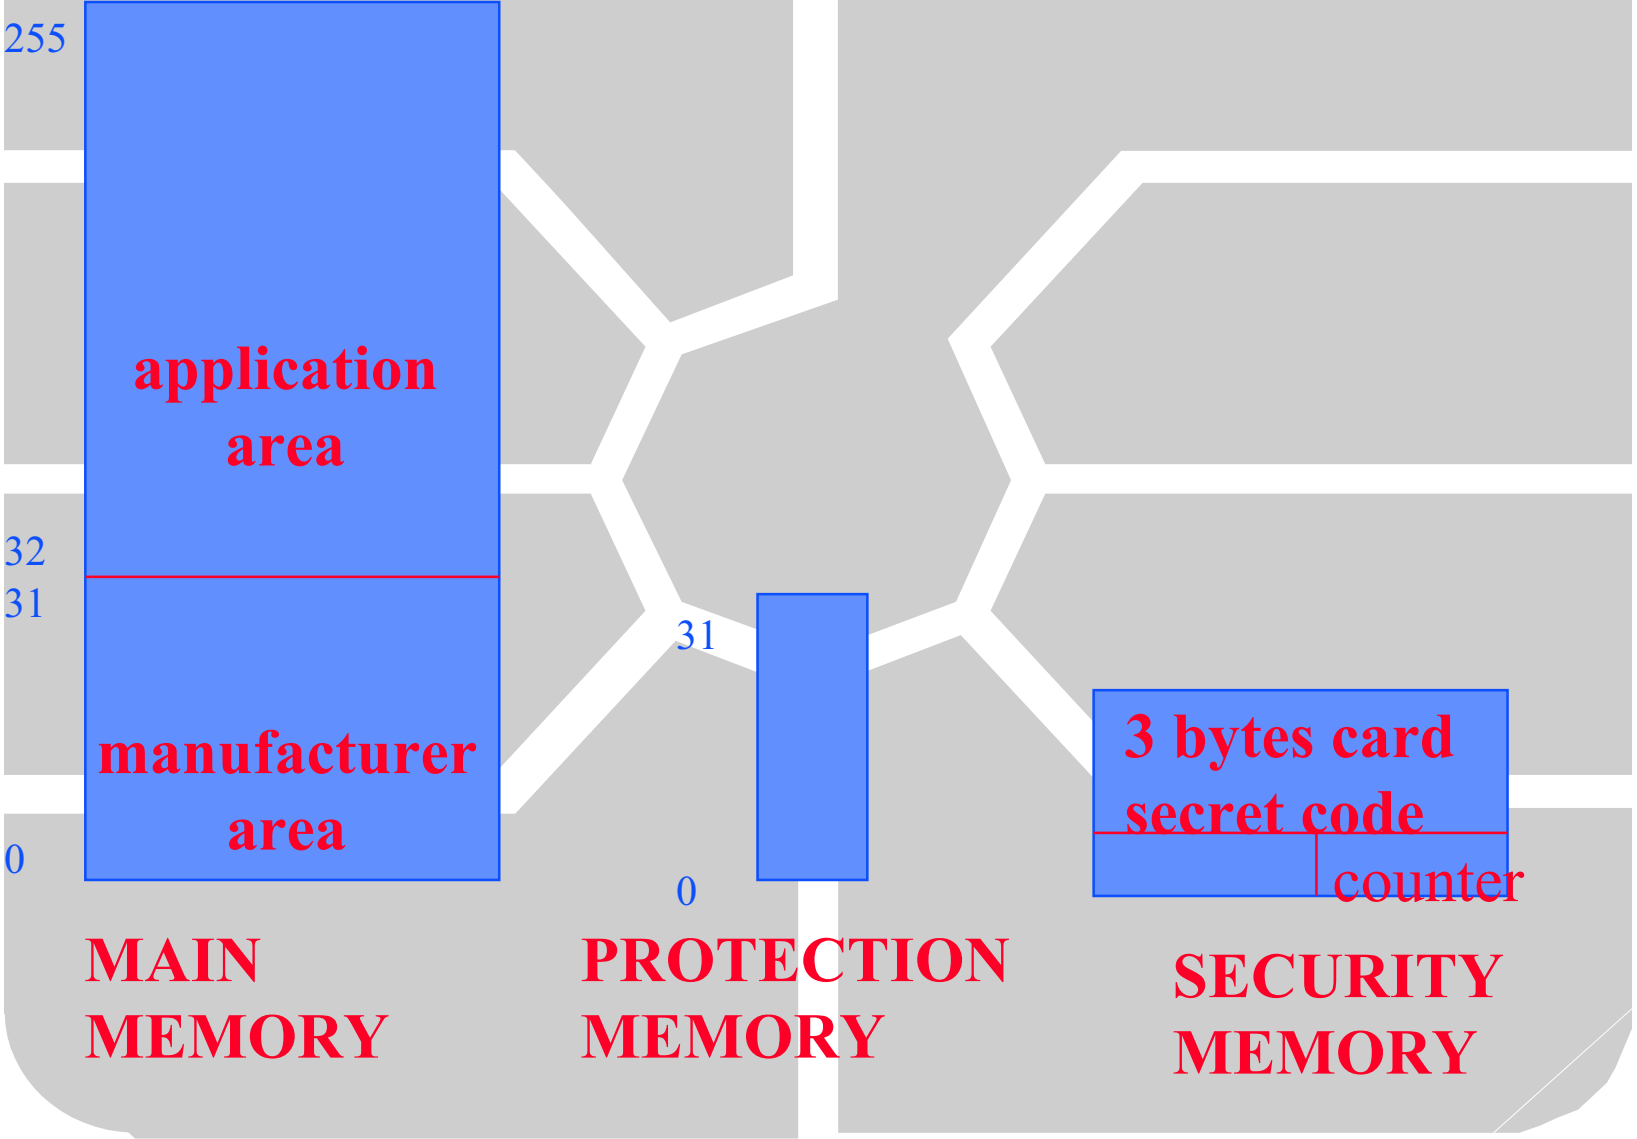 255
application
area
32
31
manufacturer
area
0
MAIN
MEMORY
31
0
PROTECTION
MEMORY
3 bytes card
secret code
counter
SECURITY
MEMORY